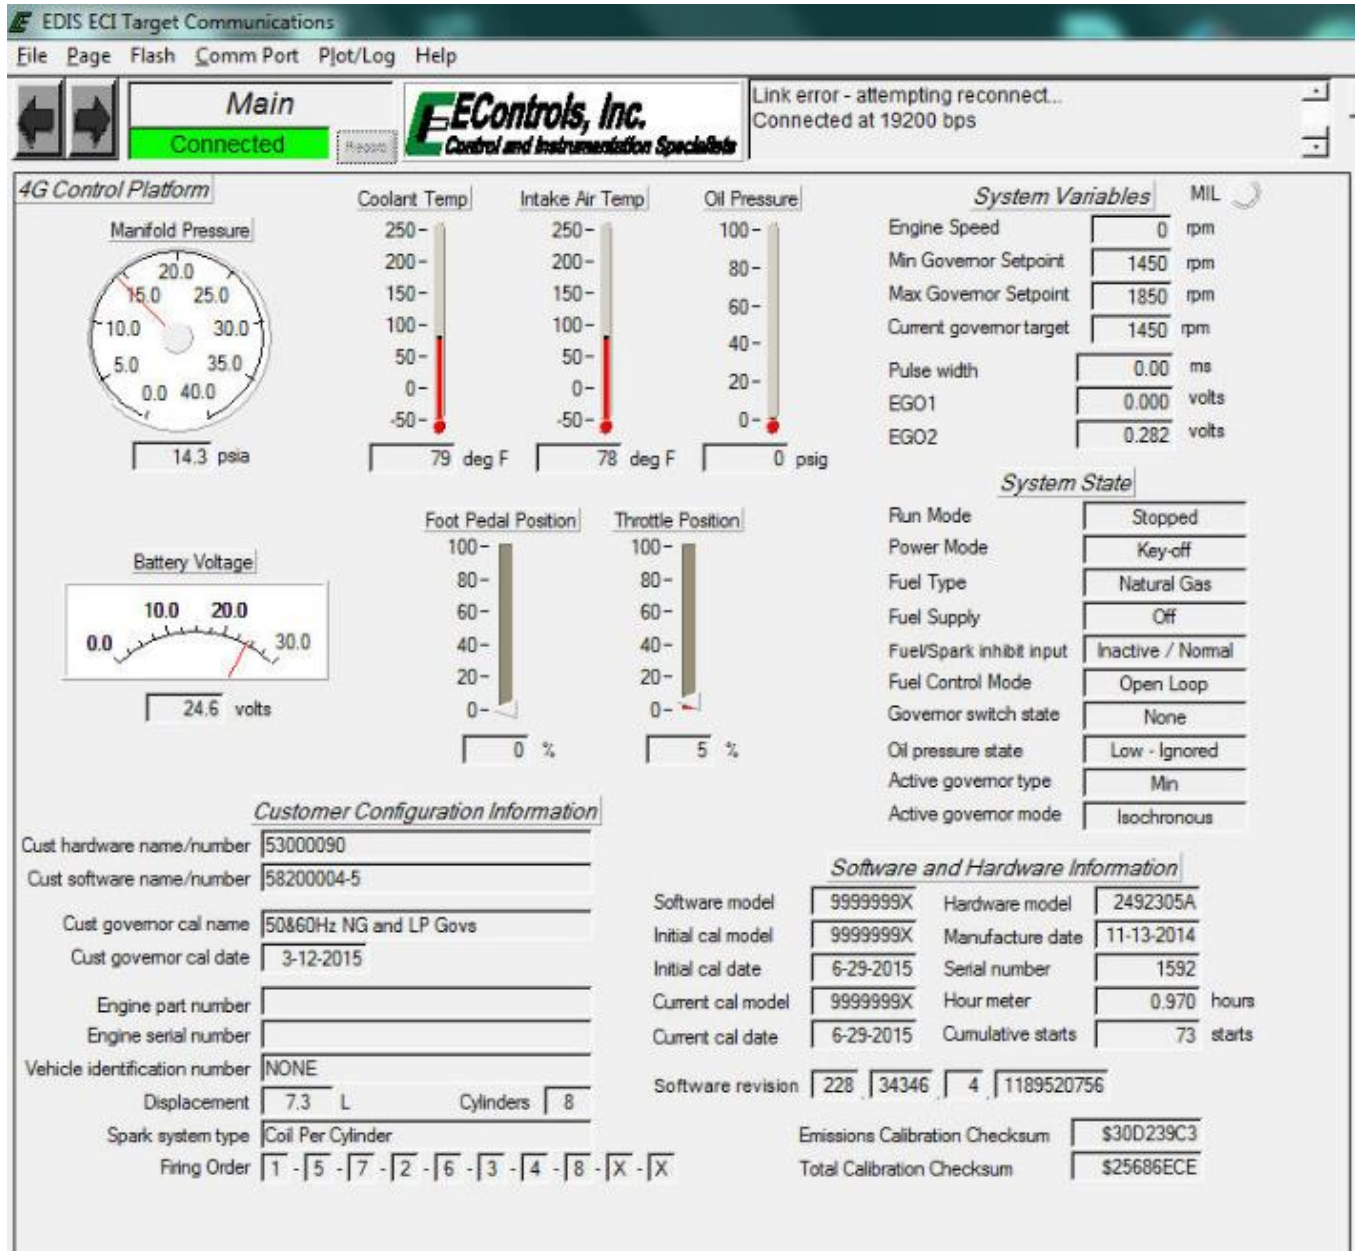 EDIS ECI Target Communications
File Page Flash Comm Port Plot/Log Help
Main
Connected
Record
EControls, Inc.
Control and Instrumentation Specialists
Link error - attempting reconnect...
Connected at 19200 bps
4G Control Platform
Manifold Pressure
20.0
15.0 25.0
10.0 30.0
5.0 35.0
0.0 40.0
14.3 psia
Coolant Temp
250
200
150
100
50
0
-50
79 deg F
Intake Air Temp
250
200
150
100
50
0
-50
78 deg F
Oil Pressure
100
80
60
40
20
0
0 psig
System Variables MIL
Engine Speed 0 rpm
Min Governor Setpoint 1450 rpm
Max Governor Setpoint 1850 rpm
Current governor target 1450 rpm
Pulse width 0.00 ms
EGO1 0.000 volts
EGO2 0.282 volts
Battery Voltage
10.0 20.0
0.0 30.0
24.6 volts
Foot Pedal Position
100
80
60
40
20
0
0 %
Throttle Position
100
80
60
40
20
0
5 %
System State
Run Mode Stopped
Power Mode Key-off
Fuel Type Natural Gas
Fuel Supply Off
Fuel/Spark inhibit input Inactive / Normal
Fuel Control Mode Open Loop
Governor switch state None
Oil pressure state Low - Ignored
Active governor type Min
Active governor mode Isochronous
Customer Configuration Information
Cust hardware name/number 53000090
Cust software name/number 58200004-5
Cust governor cal name 50&60Hz NG and LP Govs
Cust governor cal date 3-12-2015
Engine part number
Engine serial number
Vehicle identification number NONE
Displacement 7.3 L Cylinders 8
Spark system type Coil Per Cylinder
Firing Order 1 - 5 - 7 - 2 - 6 - 3 - 4 - 8 - X - X
Software and Hardware Information
Software model 9999999X Hardware model 2492305A
Initial cal model 9999999X Manufacture date 11-13-2014
Initial cal date 6-29-2015 Serial number 1592
Current cal model 9999999X Hour meter 0.970 hours
Current cal date 6-29-2015 Cumulative starts 73 starts
Software revision 228 . 34346 . 4 . 1189520756
Emissions Calibration Checksum $30D239C3
Total Calibration Checksum $25686ECE